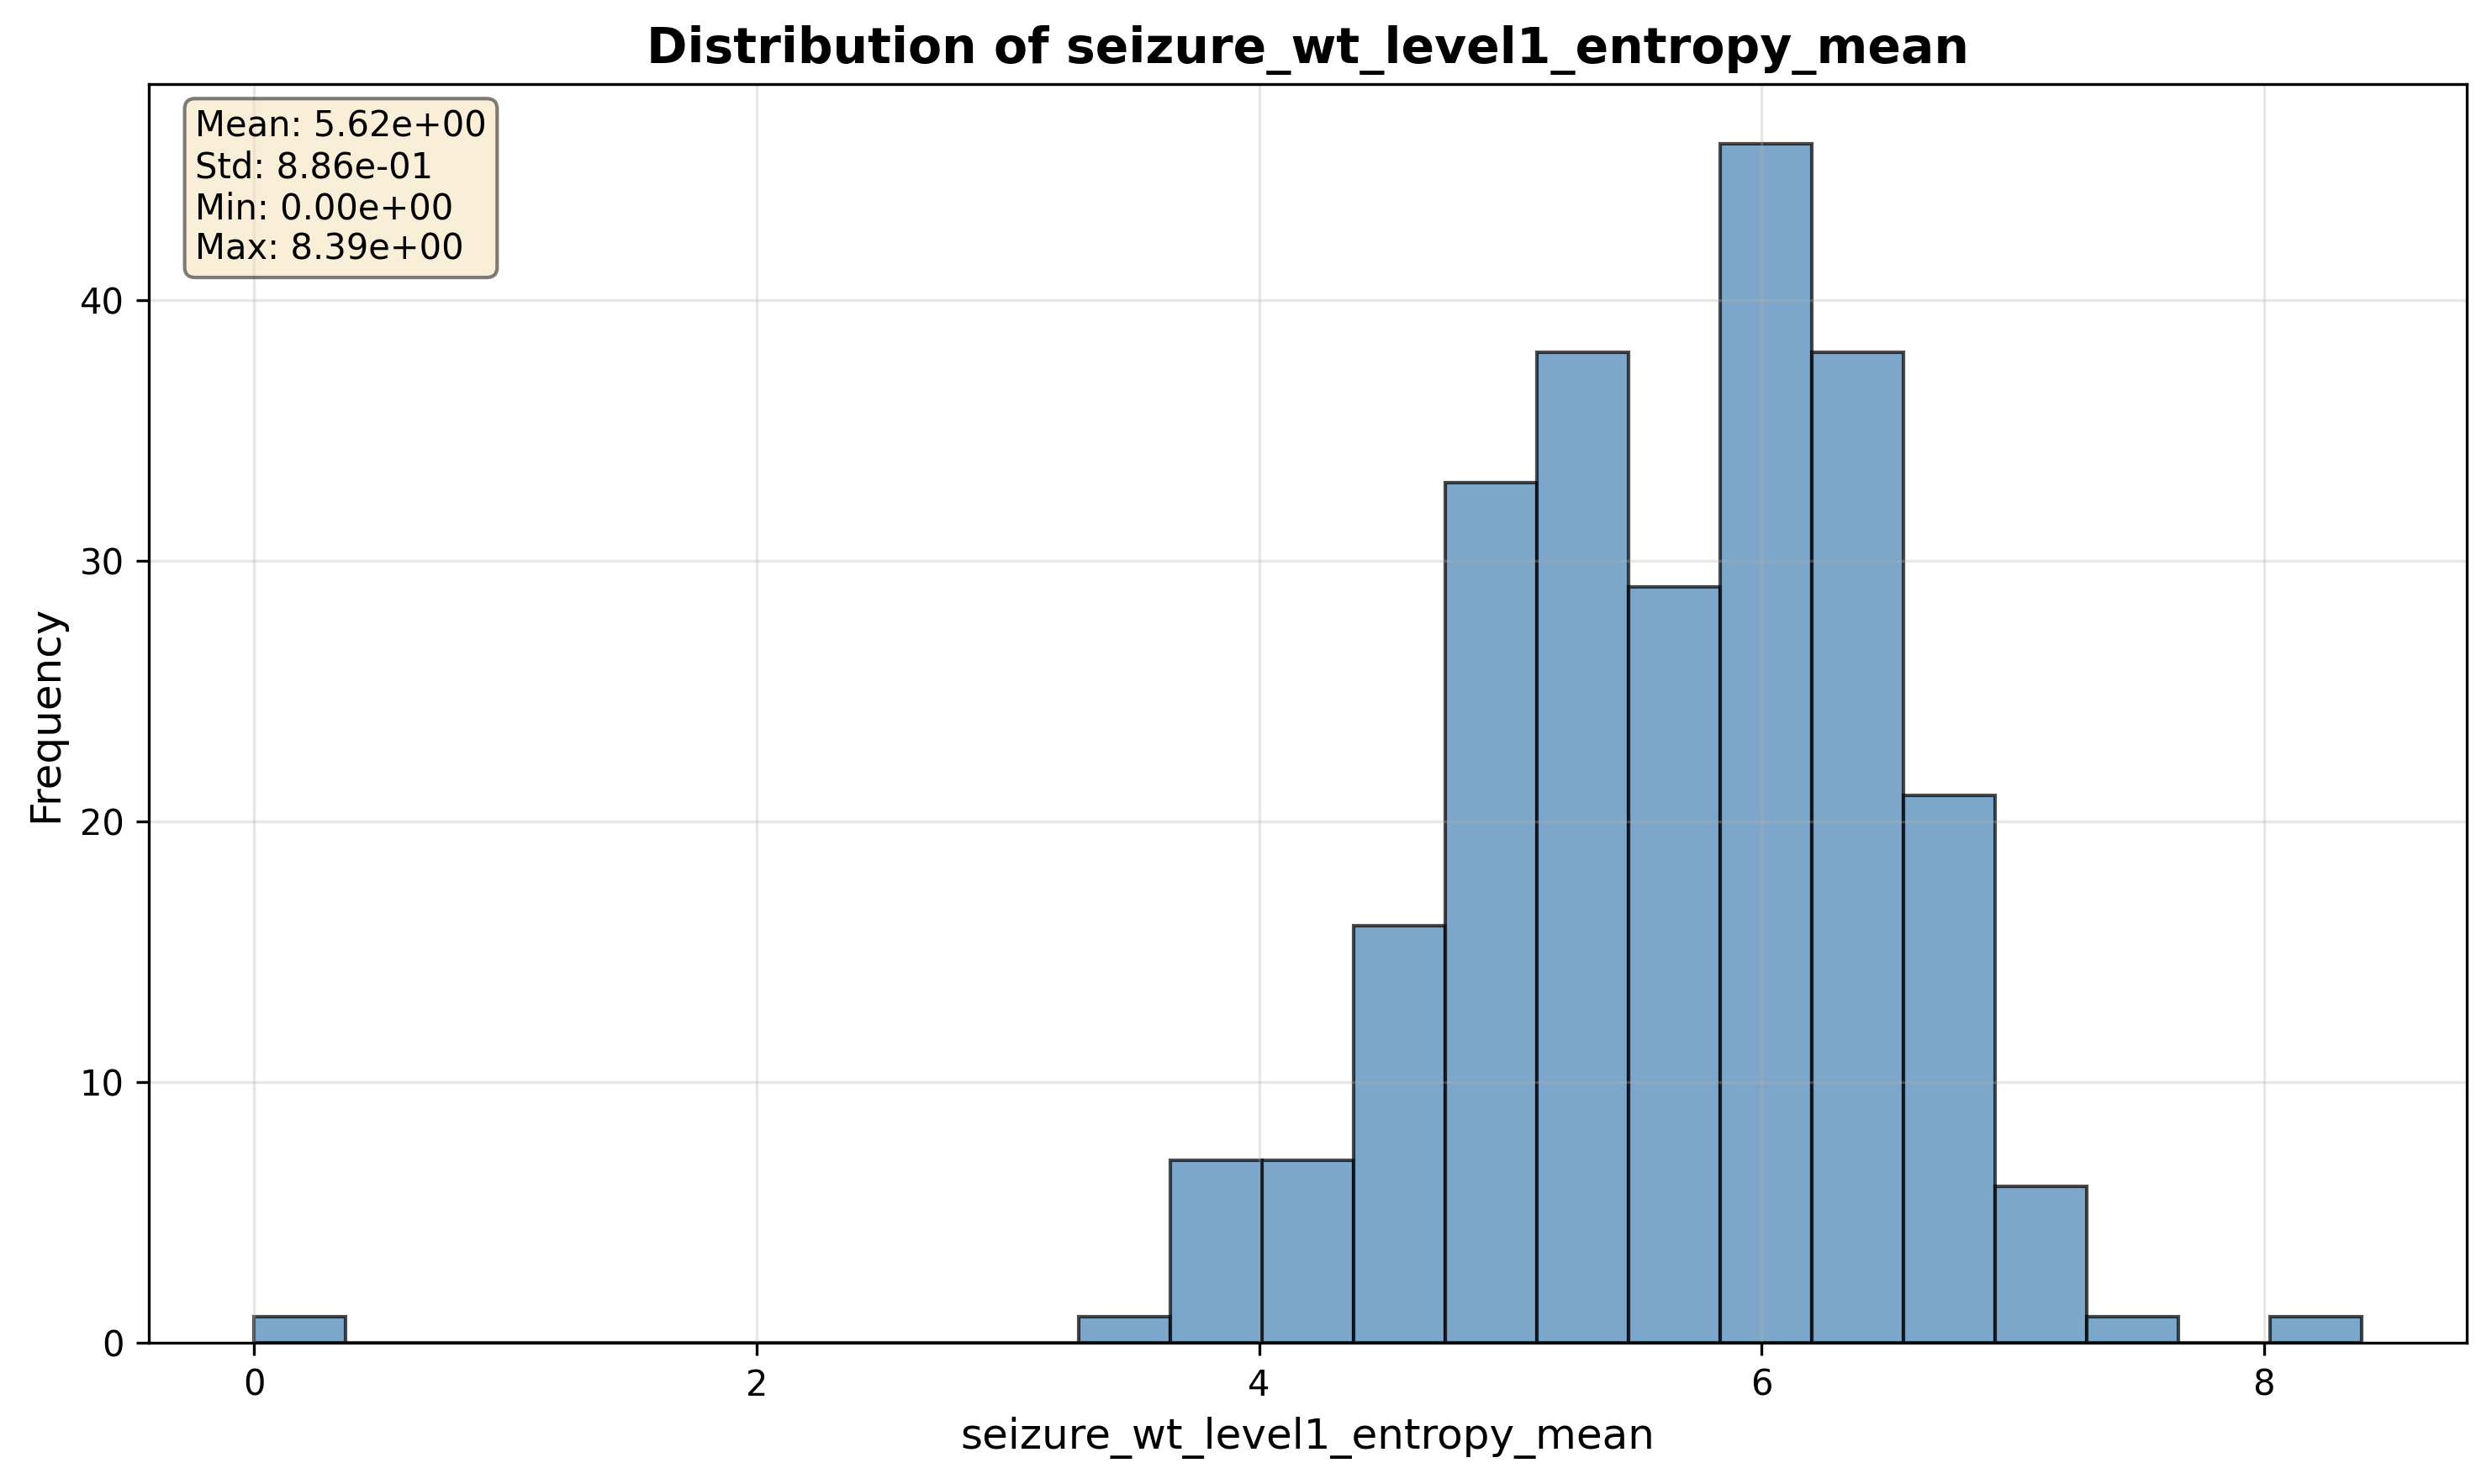 Distribution of seizure_wt_level1_entropy_mean
Mean: 5.62e+00
Std: 8.86e-01
Min: 0.00e+00
Max: 8.39e+00
Frequency
40
30
20
10
0
0 2 4 6 8
seizure_wt_level1_entropy_mean